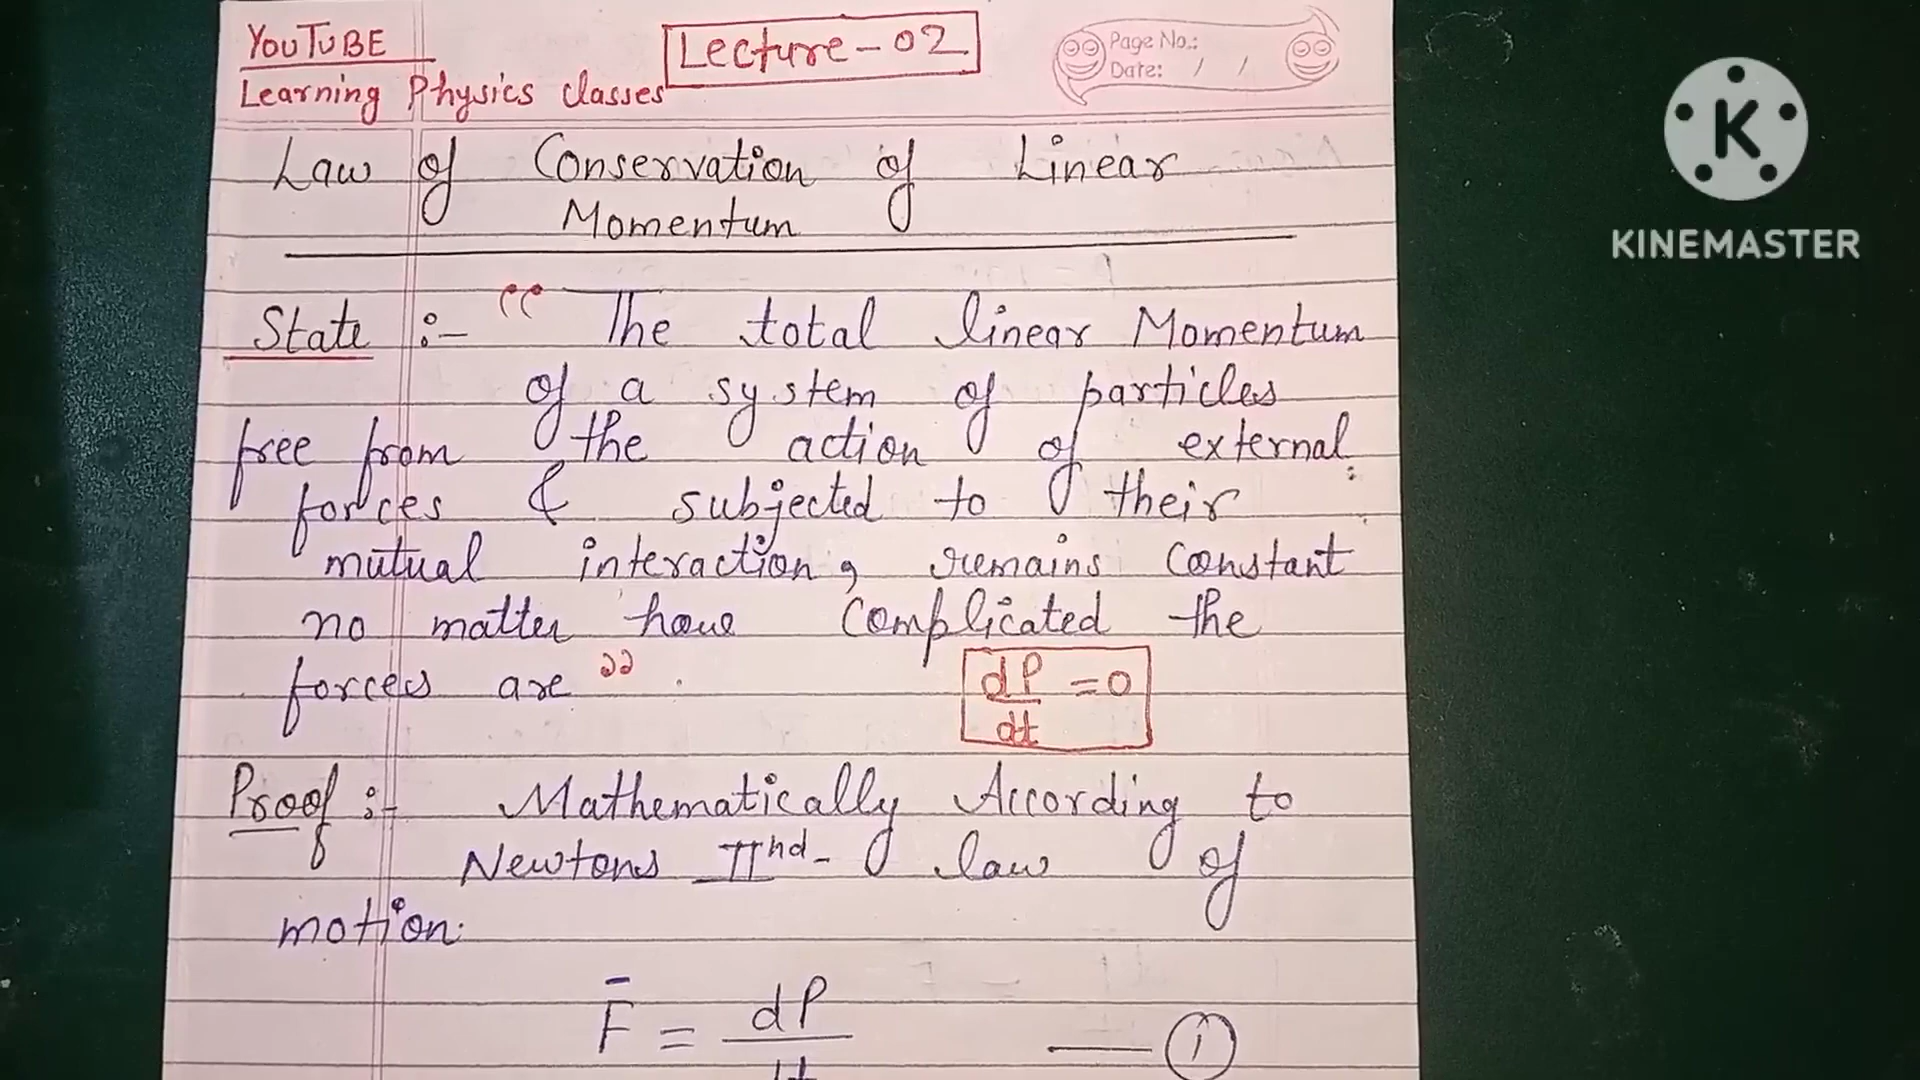 YOUTUBE
Learning Physics classes
Lecture-02
Page No.:
Date: / /
K
KINEMASTER
Law of Conservation of Linear
Momentum
State :- " The total linear Momentum
of a system of particles
free from the action of external
forces & subjected to their
mutual interaction, remains constant
no matter how complicated the
forces are "
dP/dt = 0
Proof :- Mathematically According to
Newtons IInd- law of
motion.
F̄ = dP/dt — (i)